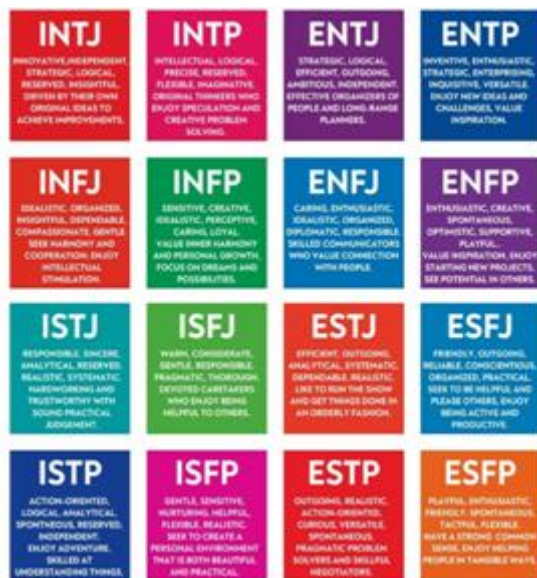 INTJ
INNOVATIVE, INDEPENDENT,
STRATEGIC, LOGICAL,
RESERVED, INSIGHTFUL,
DRIVEN BY THEIR OWN
ORIGINAL IDEAS TO
ACHIEVE IMPROVEMENTS.
INTP
INTELLECTUAL, LOGICAL,
PRECISE, RESERVED,
FLEXIBLE, IMAGINATIVE,
ORIGINAL THINKERS WHO
ENJOY SPECULATION AND
CREATIVE PROBLEM
SOLVING.
ENTJ
STRATEGIC, LOGICAL,
EFFICIENT, OUTGOING,
AMBITIOUS, INDEPENDENT,
EFFECTIVE ORGANIZERS OF
PEOPLE AND LONG-RANGE
PLANNERS.
ENTP
INVENTIVE, ENTHUSIASTIC,
STRATEGIC, ENTERPRISING,
INQUISITIVE, VERSATILE,
ENJOY NEW IDEAS AND
CHALLENGES, VALUE
INSPIRATION.
INFJ
IDEALISTIC, ORGANIZED,
INSIGHTFUL, DEPENDABLE,
COMPASSIONATE, GENTLE
SEEK HARMONY AND
COOPERATION, ENJOY
INTELLECTUAL
STIMULATION.
INFP
SENSITIVE, CREATIVE,
IDEALISTIC, PERCEPTIVE,
CARING, LOYAL,
VALUE INNER HARMONY
AND PERSONAL GROWTH,
FOCUS ON DREAMS AND
POSSIBILITIES.
ENFJ
CARING, ENTHUSIASTIC,
IDEALISTIC, ORGANIZED,
DIPLOMATIC, RESPONSIBLE,
SKILLED COMMUNICATORS
WHO VALUE CONNECTION
WITH PEOPLE.
ENFP
ENTHUSIASTIC, CREATIVE,
SPONTANEOUS,
OPTIMISTIC, SUPPORTIVE,
PLAYFUL,
VALUE INSPIRATION, ENJOY
STARTING NEW PROJECTS,
SEE POTENTIAL IN OTHERS.
ISTJ
RESPONSIBLE, SINCERE,
ANALYTICAL, RESERVED,
REALISTIC, SYSTEMATIC,
HARDWORKING AND
TRUSTWORTHY WITH
SOUND PRACTICAL
JUDGEMENT.
ISFJ
WARM, CONSIDERATE,
GENTLE, RESPONSIBLE,
PRAGMATIC, THOROUGH,
DEVOTED CARETAKERS
WHO ENJOY BEING
HELPFUL TO OTHERS.
ESTJ
EFFICIENT, OUTGOING,
ANALYTICAL, SYSTEMATIC,
DEPENDABLE, REALISTIC,
LIKE TO RUN THE SHOW
AND GET THINGS DONE IN
AN ORDERLY FASHION.
ESFJ
FRIENDLY, OUTGOING,
RELIABLE, CONSCIENTIOUS,
ORGANIZED, PRACTICAL,
SEEK TO BE HELPFUL AND
PLEASE OTHERS, ENJOY
BEING ACTIVE AND
PRODUCTIVE.
ISTP
ACTION-ORIENTED,
LOGICAL, ANALYTICAL,
SPONTNEOUS, RESERVED,
INDEPENDENT,
ENJOY ADVENTURE,
SKILLED AT
UNDERSTANDING THINGS.
ISFP
GENTLE, SENSITIVE,
NURTURING, HELPFUL,
FLEXIBLE, REALISTIC.
SEEK TO CREATE A
PERSONAL ENVIRONMENT
THAT IS BOTH BEAUTIFUL
AND PRACTICAL.
ESTP
OUTGOING, REALISTIC,
ACTION-ORIENTED,
CURIOUS, VERSATILE,
SPONTANEOUS,
PRAGMATIC PROBLEM
SOLVERS AND SKILLFUL
NEGOTIATORS.
ESFP
PLAYFUL, ENTHUSIASTIC,
FRIENDLY, SPONTANEOUS,
TACTFUL, FLEXIBLE,
HAVE A STRONG COMMON
SENSE, ENJOY HELPING
PEOPLE IN TANGIBLE WAYS.